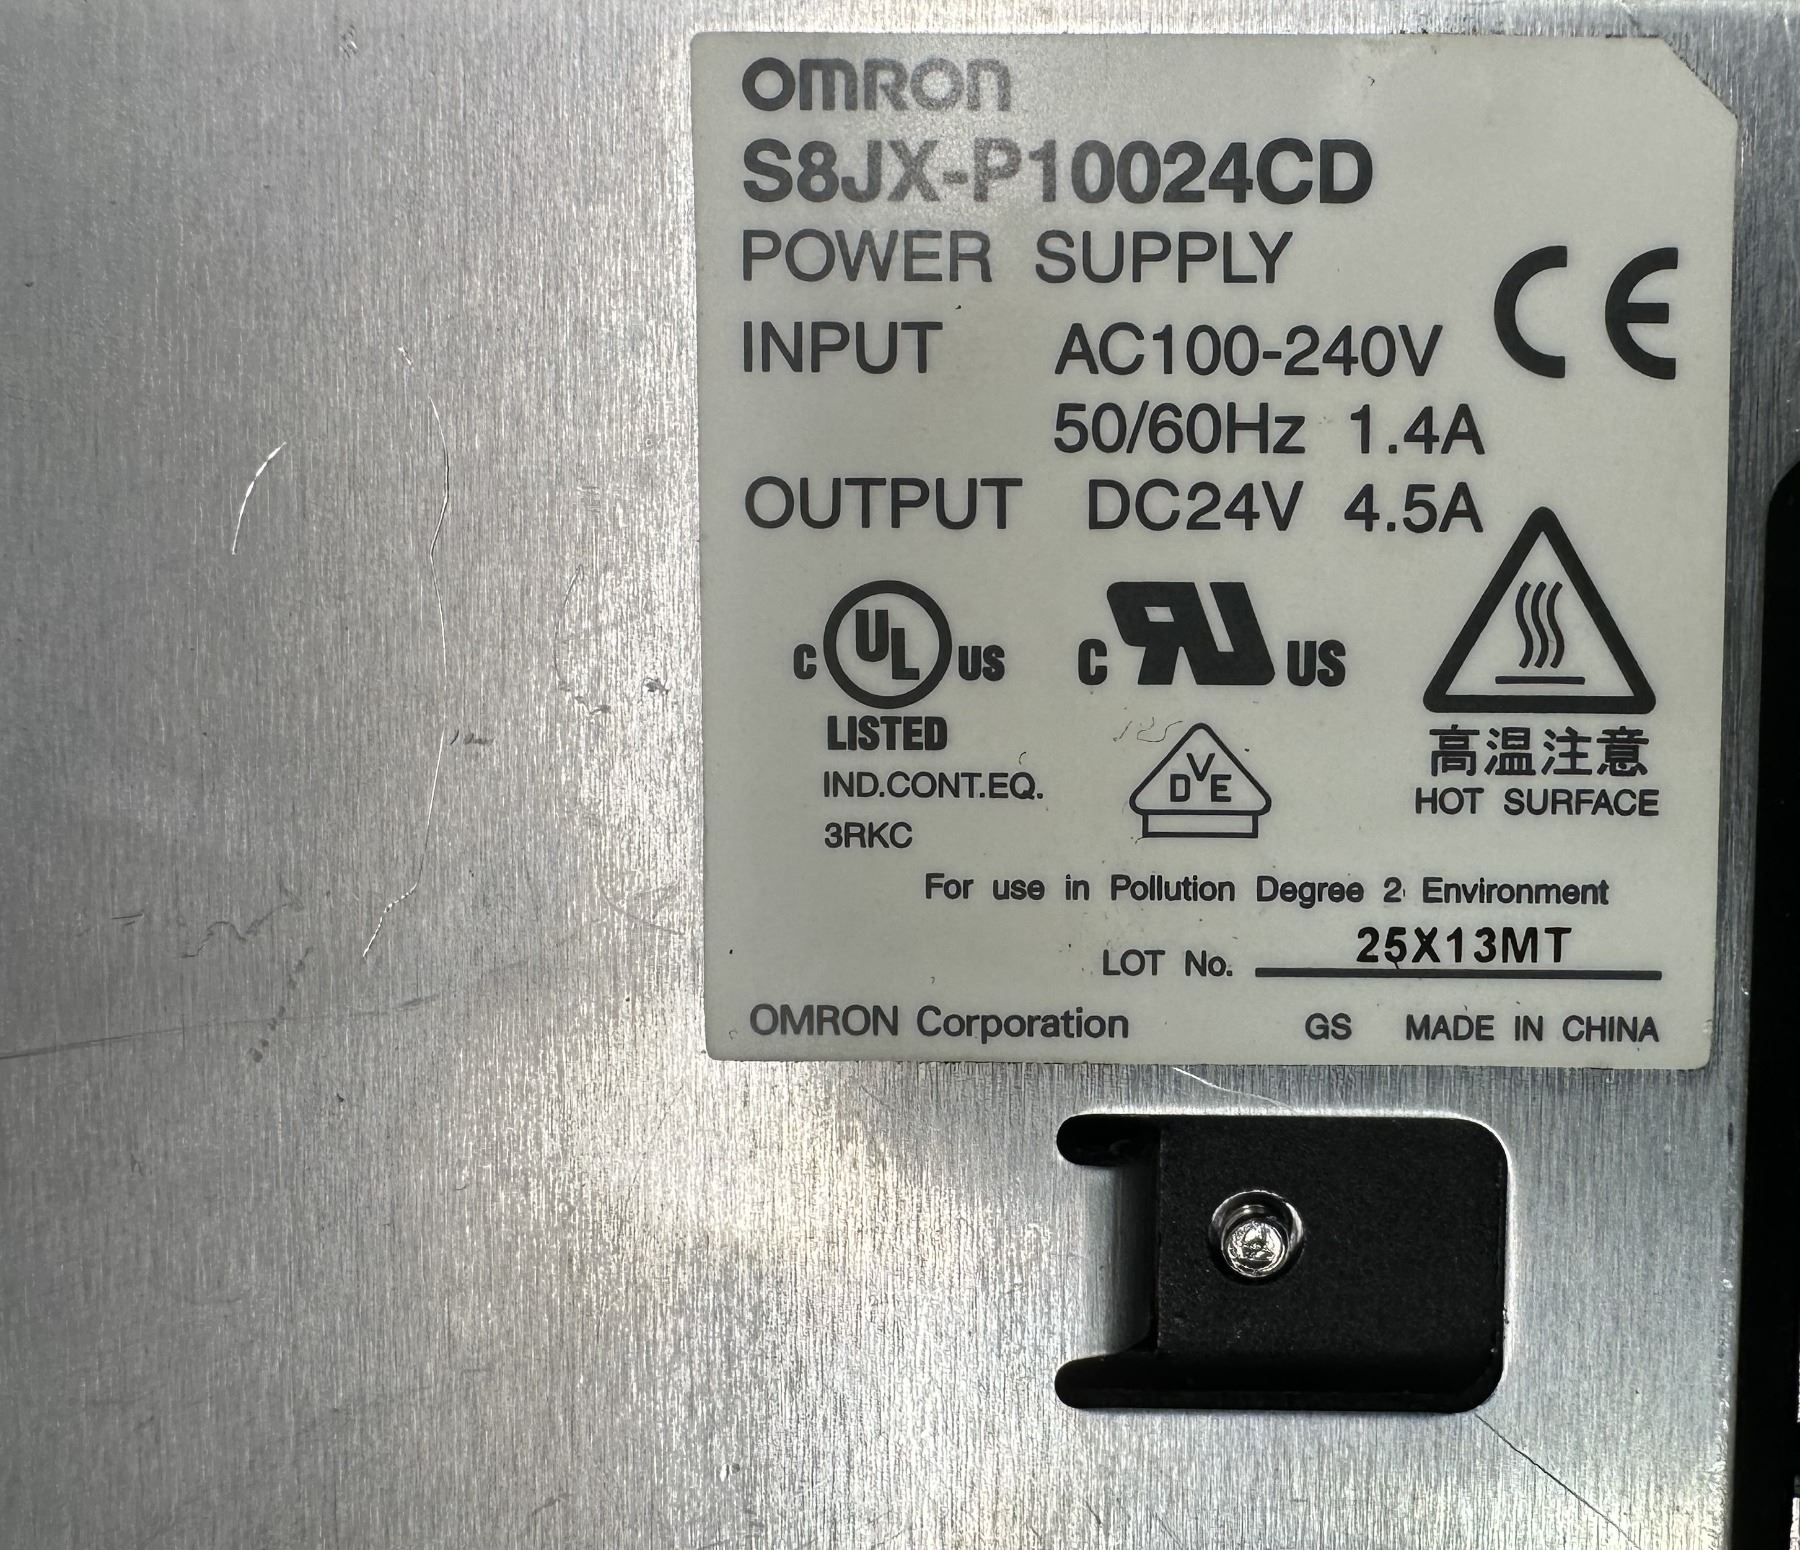 OMRON
S8JX-P10024CD
POWER SUPPLY
INPUT AC100-240V
50/60Hz 1.4A
OUTPUT DC24V 4.5A
CE
C UL US
LISTED
IND.CONT.EQ.
3RKC
C RU US
DVE
高温注意
HOT SURFACE
For use in Pollution Degree 2 Environment
LOT No. 25X13MT
OMRON Corporation GS MADE IN CHINA